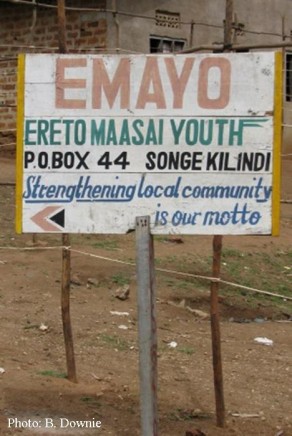 EMAYO
ERETO MAASAI YOUTH
P.O.BOX 44 SONGE KILINDI
Strengthening local community
is our motto
Photo: B. Downie